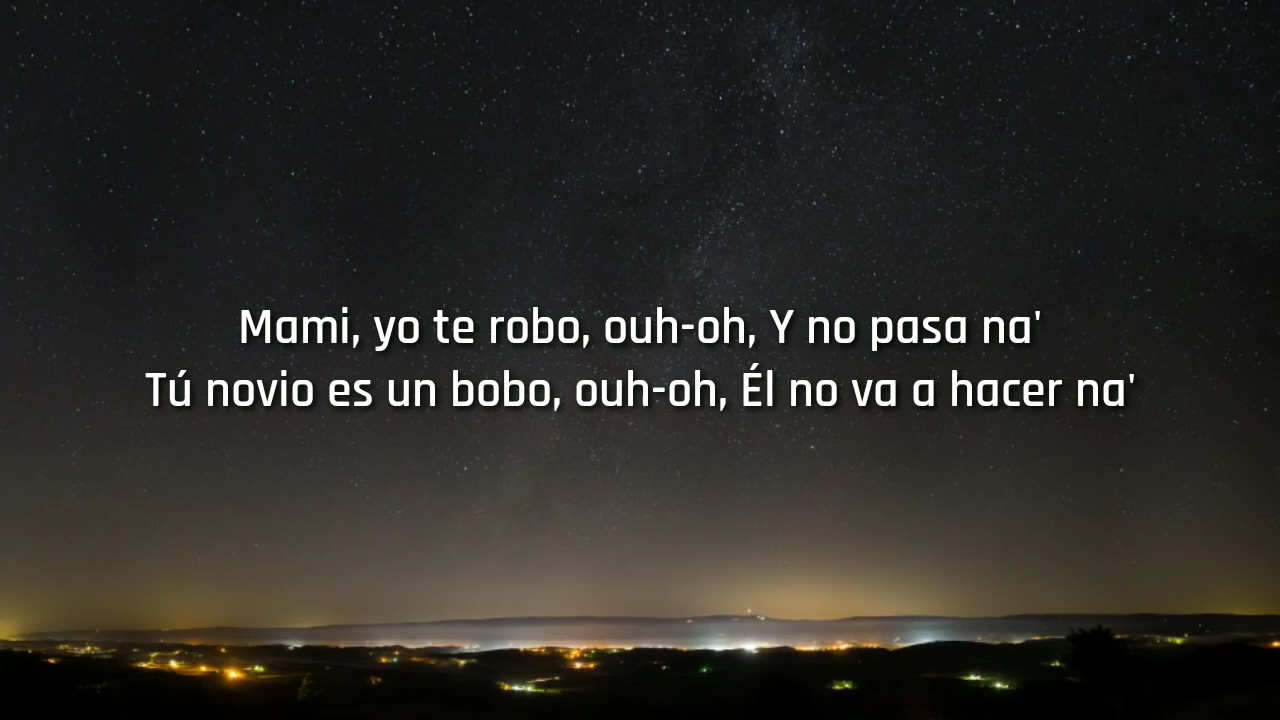 Mami, yo te robo, ouh-oh, Y no pasa na'
Tú novio es un bobo, ouh-oh, Él no va a hacer na'